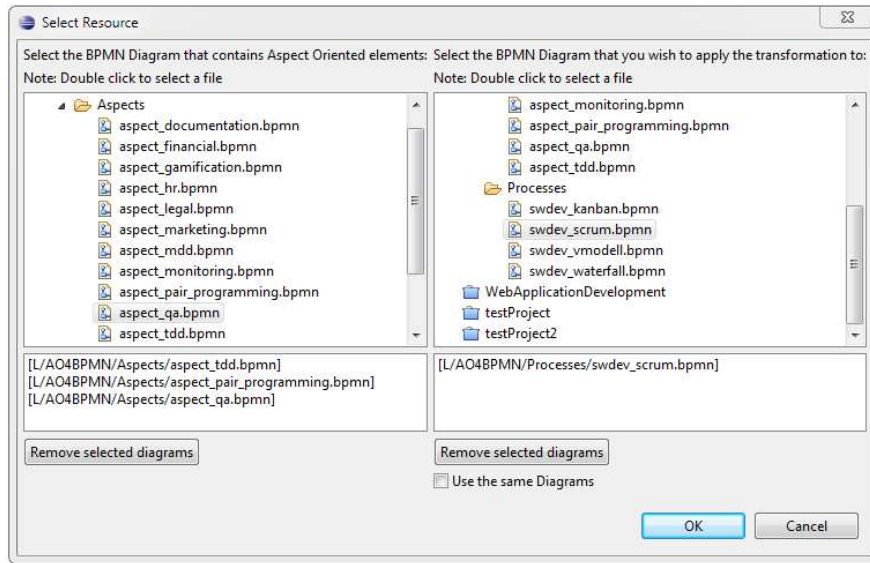 Select Resource
Select the BPMN Diagram that contains Aspect Oriented elements:
Note: Double click to select a file
Aspects
aspect_documentation.bpmn
aspect_financial.bpmn
aspect_gamification.bpmn
aspect_hr.bpmn
aspect_legal.bpmn
aspect_marketing.bpmn
aspect_mdd.bpmn
aspect_monitoring.bpmn
aspect_pair_programming.bpmn
aspect_qa.bpmn
aspect_tdd.bpmn
[L/AO4BPMN/Aspects/aspect_tdd.bpmn]
[L/AO4BPMN/Aspects/aspect_pair_programming.bpmn]
[L/AO4BPMN/Aspects/aspect_qa.bpmn]
Remove selected diagrams
Select the BPMN Diagram that you wish to apply the transformation to:
Note: Double click to select a file
aspect_monitoring.bpmn
aspect_pair_programming.bpmn
aspect_qa.bpmn
aspect_tdd.bpmn
Processes
swdev_kanban.bpmn
swdev_scrum.bpmn
swdev_vmodell.bpmn
swdev_waterfall.bpmn
WebApplicationDevelopment
testProject
testProject2
[L/AO4BPMN/Processes/swdev_scrum.bpmn]
Remove selected diagrams
Use the same Diagrams
OK
Cancel